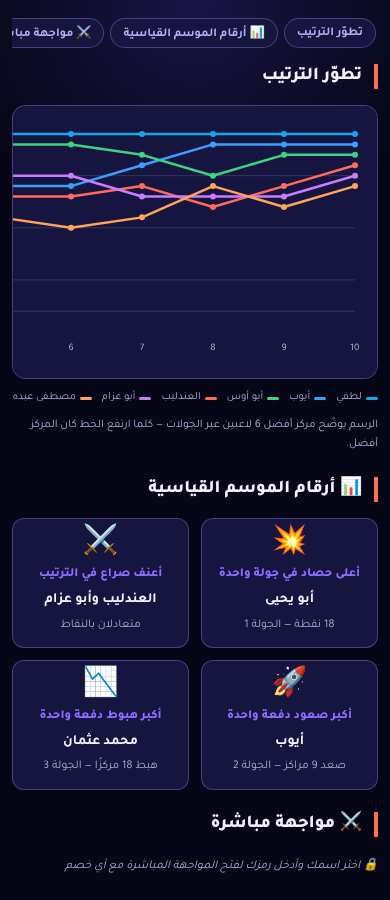 تطوّر الترتيب
📊 أرقام الموسم القياسية
⚔️ مواجهة مبا
تطوّر الترتيب
6 7 8 9 10
لطفي أيوب أبو أوس العندليب أبو عزام مصطفى عبده
الرسم يوضّح مركز أفضل 6 لاعبين عبر الجولات — كلما ارتفع الخط كان المركز
أفضل.
📊 أرقام الموسم القياسية
💥
أعلى حصاد في جولة واحدة
أبو يحيى
18 نقطة — الجولة 1
⚔️
أعنف صراع في الترتيب
العندليب وأبو عزام
متعادلان بالنقاط
🚀
أكبر صعود دفعة واحدة
أيوب
صعد 9 مراكز — الجولة 2
📉
أكبر هبوط دفعة واحدة
محمد عثمان
هبط 18 مركزًا — الجولة 3
⚔️ مواجهة مباشرة
🔒 اختر اسمك وأدخل رمزك لفتح المواجهة المباشرة مع أي خصم